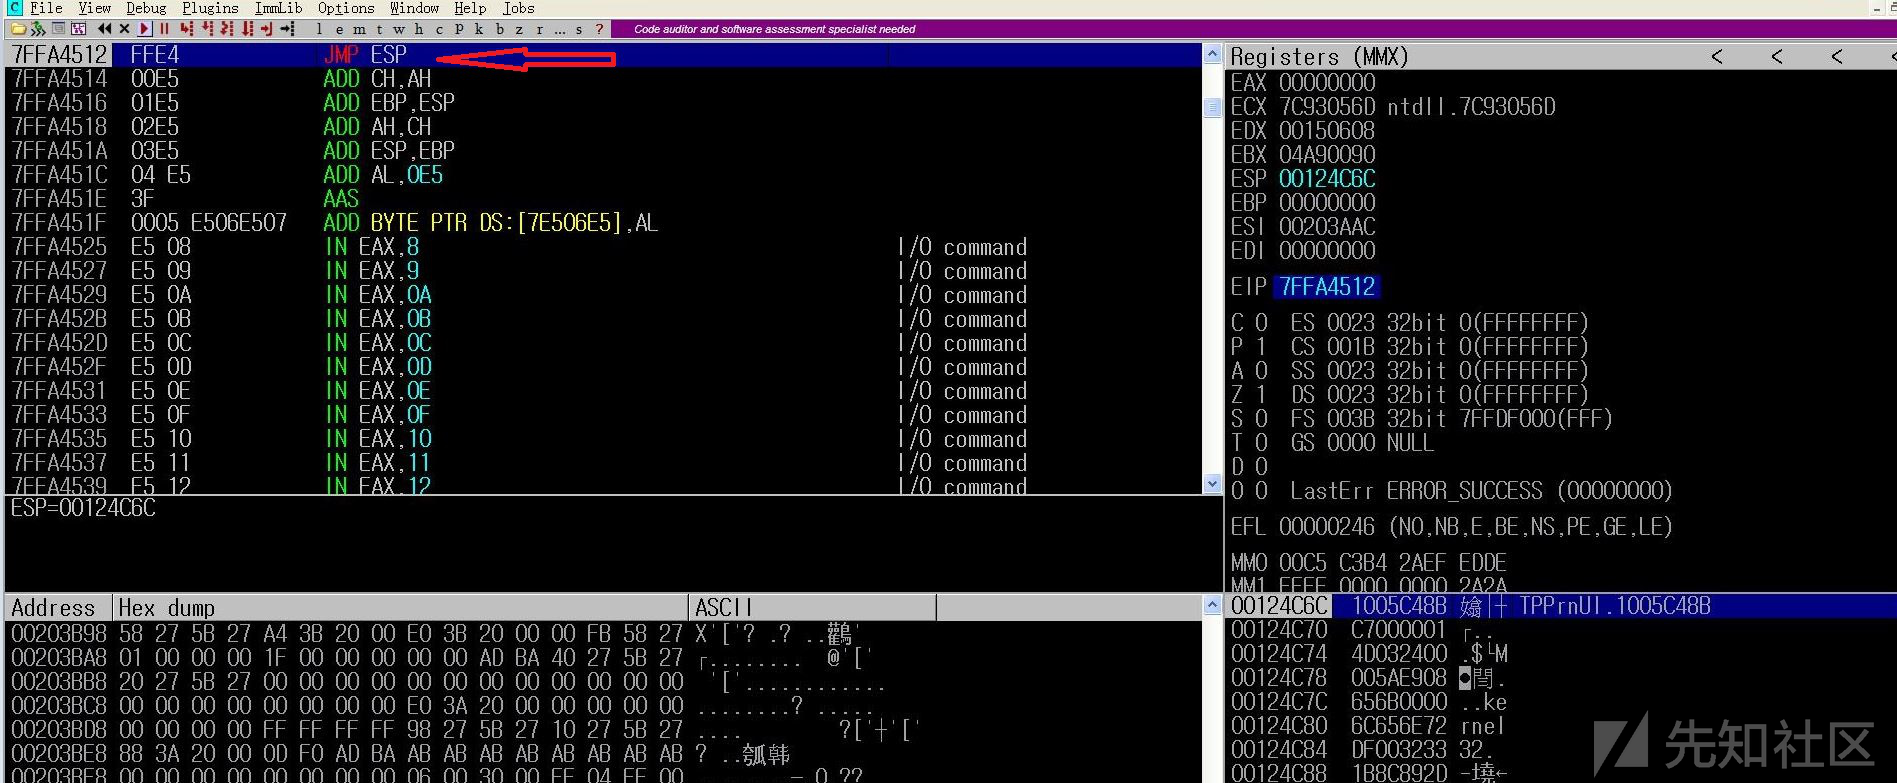 C File View Debug Plugins ImmLib Options Window Help Jobs
l e m t w h c P k b z r ... s ? Code auditor and software assessment specialist needed
7FFA4512 FFE4 JMP ESP
7FFA4514 00E5 ADD CH,AH
7FFA4516 01E5 ADD EBP,ESP
7FFA4518 02E5 ADD AH,CH
7FFA451A 03E5 ADD ESP,EBP
7FFA451C 04 E5 ADD AL,0E5
7FFA451E 3F AAS
7FFA451F 0005 E506E507 ADD BYTE PTR DS:[7E506E5],AL
7FFA4525 E5 08 IN EAX,8 I/O command
7FFA4527 E5 09 IN EAX,9 I/O command
7FFA4529 E5 0A IN EAX,0A I/O command
7FFA452B E5 0B IN EAX,0B I/O command
7FFA452D E5 0C IN EAX,0C I/O command
7FFA452F E5 0D IN EAX,0D I/O command
7FFA4531 E5 0E IN EAX,0E I/O command
7FFA4533 E5 0F IN EAX,0F I/O command
7FFA4535 E5 10 IN EAX,10 I/O command
7FFA4537 E5 11 IN EAX,11 I/O command
7FFA4539 E5 12 IN EAX,12 I/O command
ESP=00124C6C
Registers (MMX) < < < <
EAX 00000000
ECX 7C93056D ntdll.7C93056D
EDX 00150608
EBX 04A90090
ESP 00124C6C
EBP 00000000
ESI 00203AAC
EDI 00000000
EIP 7FFA4512
C 0 ES 0023 32bit 0(FFFFFFFF)
P 1 CS 001B 32bit 0(FFFFFFFF)
A 0 SS 0023 32bit 0(FFFFFFFF)
Z 1 DS 0023 32bit 0(FFFFFFFF)
S 0 FS 003B 32bit 7FFDF000(FFF)
T 0 GS 0000 NULL
D 0
O 0 LastErr ERROR_SUCCESS (00000000)
EFL 00000246 (NO,NB,E,BE,NS,PE,GE,LE)
MM0 00C5 C3B4 2AEF EDDE
MM1 FFFF 0000 0000 2A2A
Address Hex dump ASCII
00203B98 58 27 5B 27 A4 3B 20 00 E0 3B 20 00 00 FB 58 27 X'['? .? ..鸛'
00203BA8 01 00 00 00 1F 00 00 00 00 00 00 AD BA 40 27 5B 27 ┌........ @'['
00203BB8 20 27 5B 27 00 00 00 00 00 00 00 00 00 00 00 00 '['............
00203BC8 00 00 00 00 00 00 00 00 E0 3A 20 00 00 00 00 00 ........? .....
00203BD8 00 00 00 00 FF FF FF FF 98 27 5B 27 10 27 5B 27 .... ?['┼'['
00203BE8 88 3A 20 00 0D F0 AD BA AB AB AB AB AB AB AB AB ? ..瓠韩
00203BF8 00 00 00 00 00 00 00 00 06 00 30 00 EE 04 EE 00
00124C6C 1005C48B TPPrnUI.1005C48B
00124C70 C7000001 ┌..
00124C74 4D032400 .$└M
00124C78 005AE908
00124C7C 656B0000 ..ke
00124C80 6C656E72 rnel
00124C84 DF003233 32.
00124C88 1B8C892D
先知社区